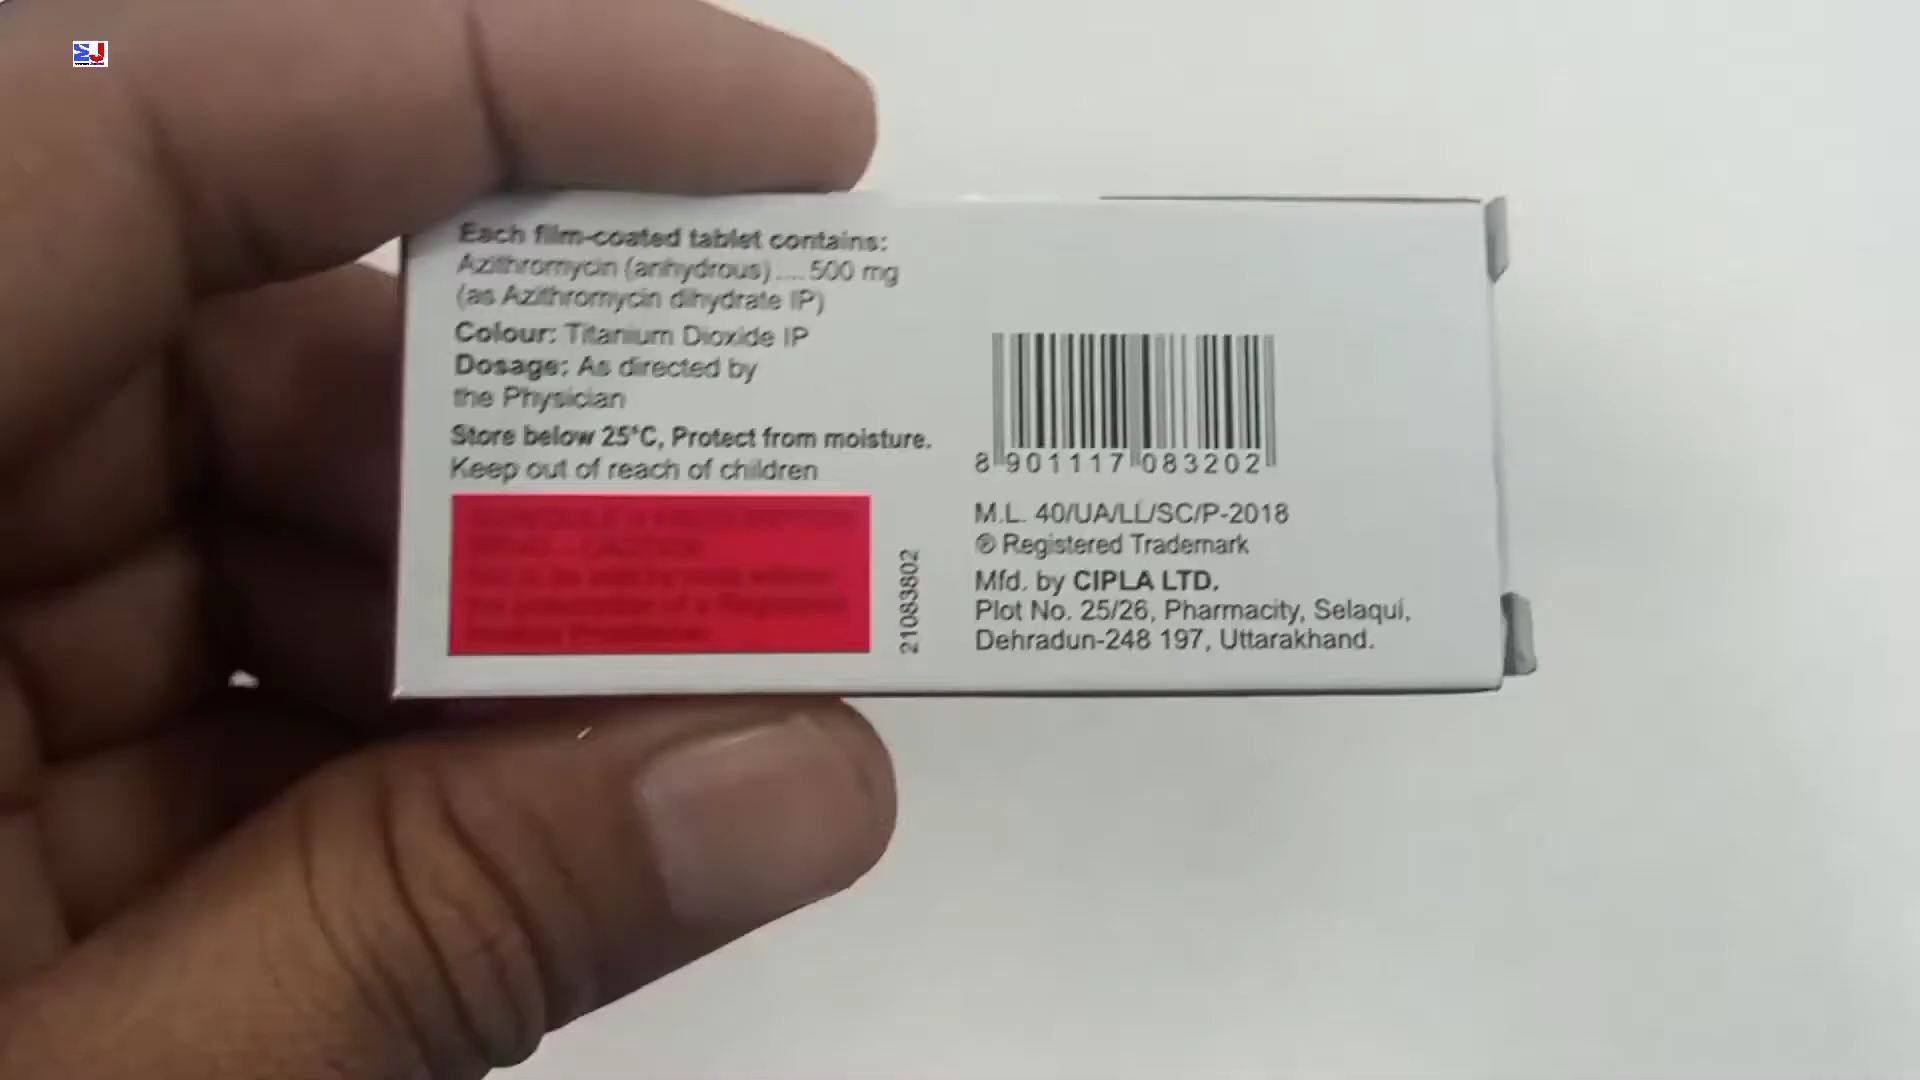 SJ
Each film-coated tablet contains:
Azithromycin (anhydrous).... 500 mg
(as Azithromycin dihydrate IP)
Colour: Titanium Dioxide IP
Dosage: As directed by
the Physician
Store below 25°C, Protect from moisture.
Keep out of reach of children
21083802
8 901117 083202
M.L. 40/UA/LL/SC/P-2018
® Registered Trademark
Mfd. by CIPLA LTD.
Plot No. 25/26, Pharmacity, Selaqui,
Dehradun-248 197, Uttarakhand.